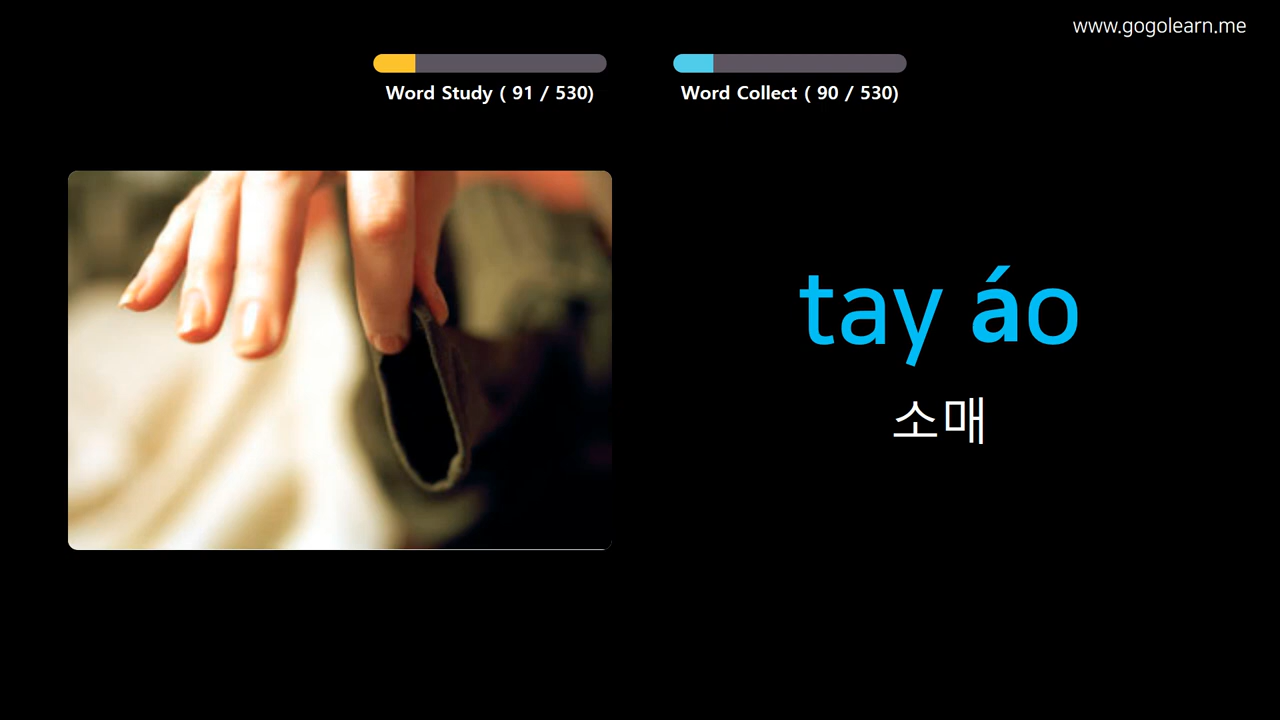 www.gogolearn.me
Word Study ( 91 / 530)
Word Collect ( 90 / 530)
tay áo
소매